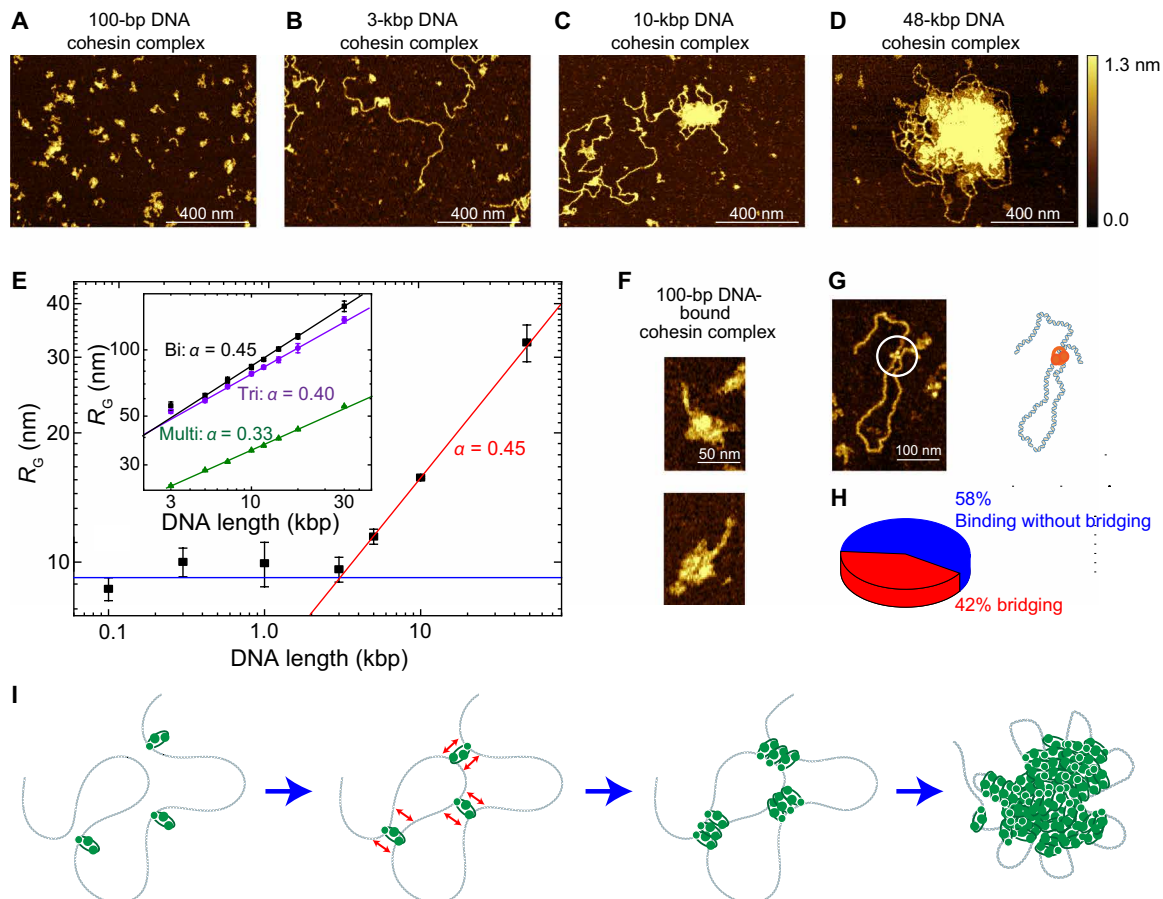 A
100-bp DNA
cohesin complex
400 nm
B
3-kbp DNA
cohesin complex
400 nm
C
10-kbp DNA
cohesin complex
400 nm
D
48-kbp DNA
cohesin complex
400 nm
1.3 nm
0.0
E
R_G (nm)
40
30
20
10
0.1
1.0
10
DNA length (kbp)
α = 0.45
R_G (nm)
100
50
30
3
10
30
DNA length (kbp)
Bi: α = 0.45
Tri: α = 0.40
Multi: α = 0.33
F
100-bp DNA-
bound
cohesin complex
50 nm
G
100 nm
H
58%
Binding without bridging
42% bridging
I